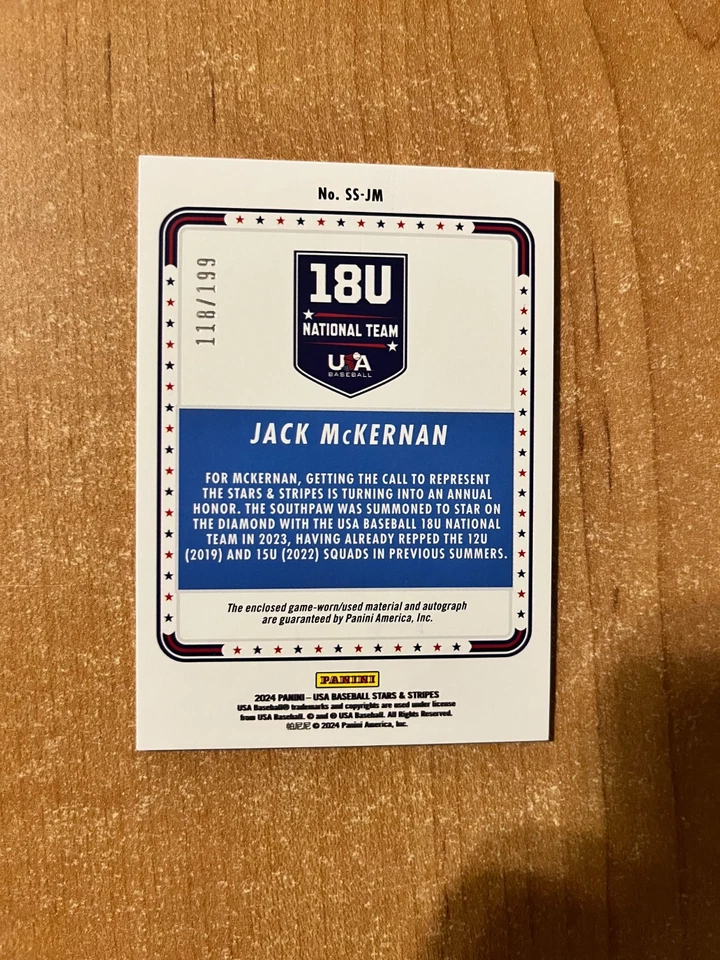 No. SS-JM
118/199
18U
NATIONAL TEAM
USA
BASEBALL
JACK McKERNAN
FOR MCKERNAN, GETTING THE CALL TO REPRESENT
THE STARS & STRIPES IS TURNING INTO AN ANNUAL
HONOR. THE SOUTHPAW WAS SUMMONED TO STAR ON
THE DIAMOND WITH THE USA BASEBALL 18U NATIONAL
TEAM IN 2023, HAVING ALREADY REPPED THE 12U
(2019) AND 15U (2022) SQUADS IN PREVIOUS SUMMERS.
The enclosed game-worn/used material and autograph
are guaranteed by Panini America, Inc.
PANINI
2024 PANINI – USA BASEBALL STARS & STRIPES
USA Baseball® trademarks and copyrights are used under license
from USA Baseball. © and ® USA Baseball. All Rights Reserved.
帕尼尼 © 2024 Panini America, Inc.